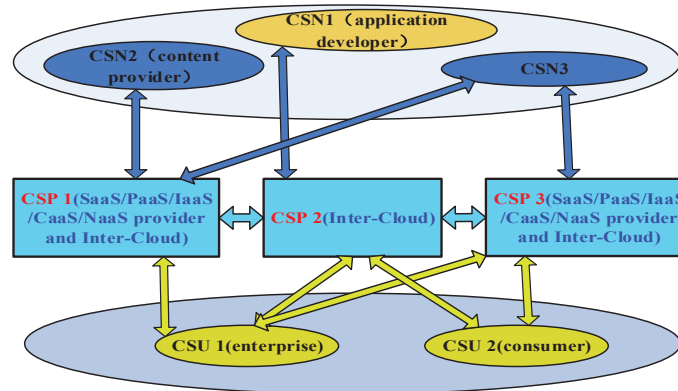 CSN1（application
developer）
CSN2（content
provider）
CSN3
CSP 1(SaaS/PaaS/IaaS
/CaaS/NaaS provider
and Inter-Cloud)
CSP 2(Inter-Cloud)
CSP 3(SaaS/PaaS/IaaS
/CaaS/NaaS provider
and Inter-Cloud)
CSU 1(enterprise)
CSU 2(consumer)